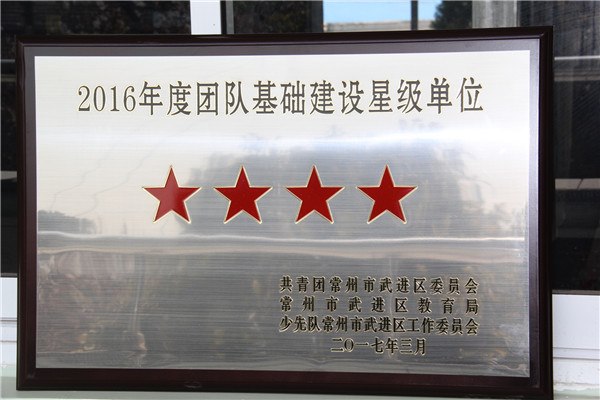 2016年度团队基础建设星级单位
共青团常州市武进区委员会
常州市武进区教育局
少先队常州市武进区工作委员会
二〇一七年三月